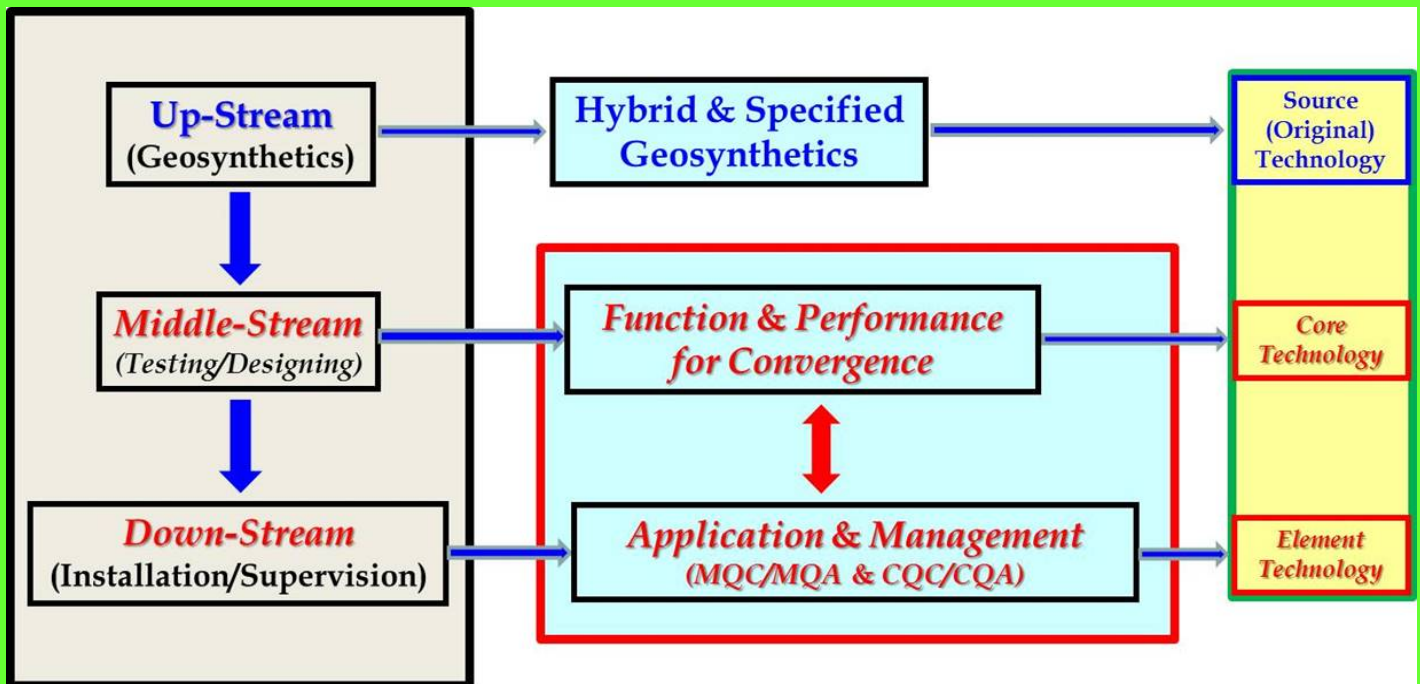 Up-Stream
(Geosynthetics)
Hybrid & Specified
Geosynthetics
Source
(Original)
Technology
Middle-Stream
(Testing/Designing)
Function & Performance
for Convergence
Core
Technology
Down-Stream
(Installation/Supervision)
Application & Management
(MQC/MQA & CQC/CQA)
Element
Technology